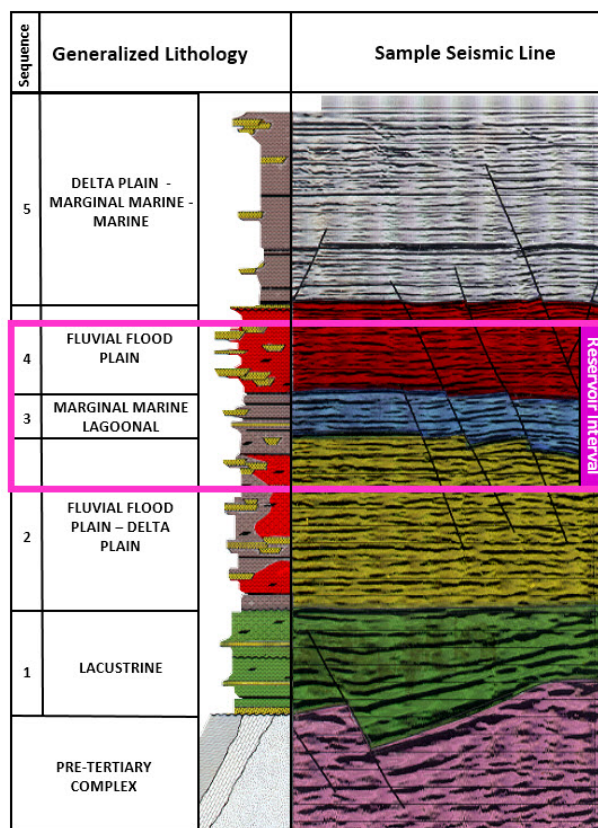 Sequence
Generalized Lithology
Sample Seismic Line
5
DELTA PLAIN -
MARGINAL MARINE -
MARINE
4
FLUVIAL FLOOD
PLAIN
3
MARGINAL MARINE
LAGOONAL
Reservoir Interval
2
FLUVIAL FLOOD
PLAIN – DELTA
PLAIN
1
LACUSTRINE
PRE-TERTIARY
COMPLEX